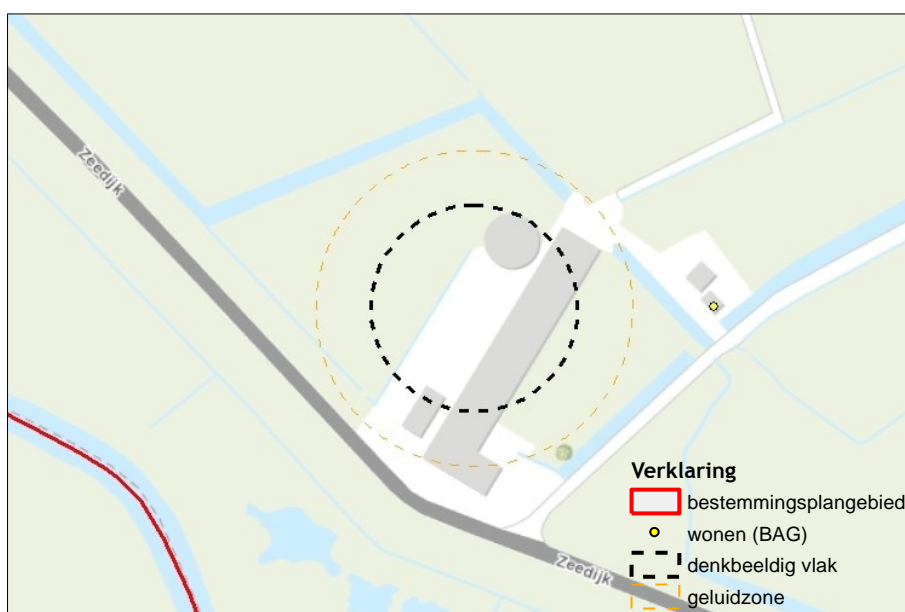 Zeedijk
Zeedijk
Verklaring
bestemmingsplangebied
wonen (BAG)
denkbeeldig vlak
geluidzone